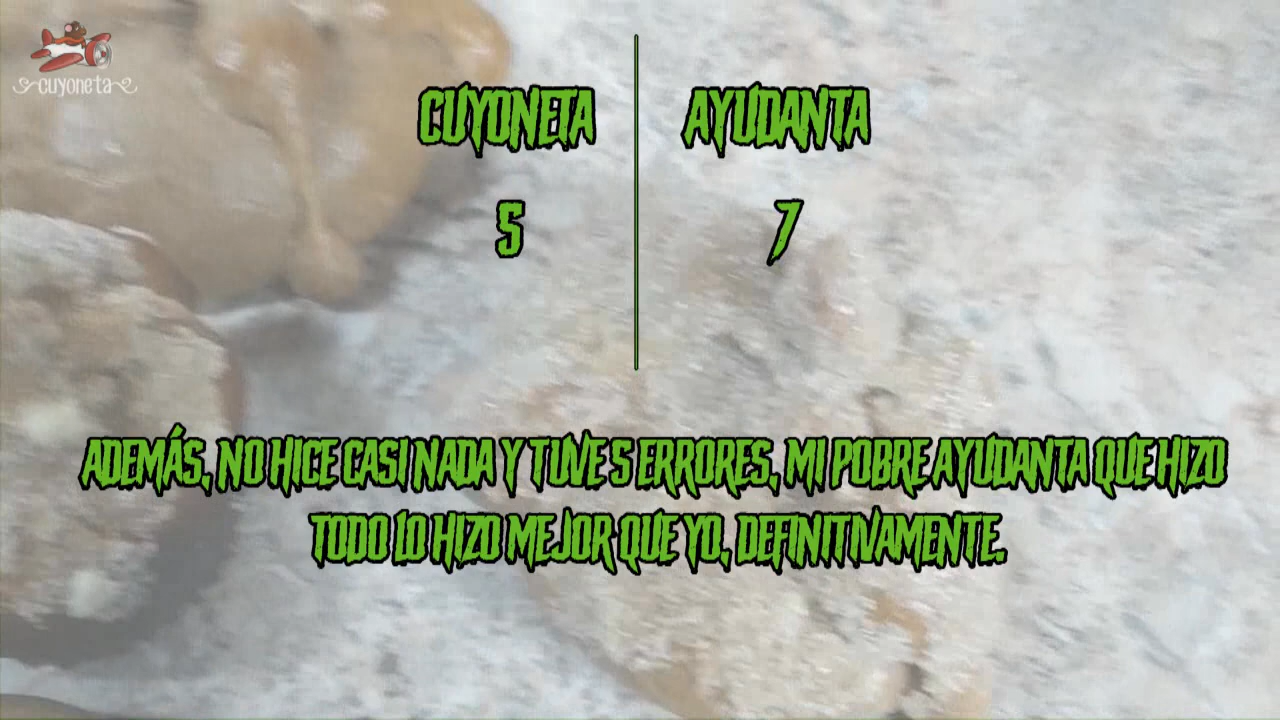 cuyoneta
CUYONETA
AYUDANTA
5
7
ADEMÁS, NO HICE CASI NADA Y TUVE 5 ERRORES, MI POBRE AYUDANTA QUE HIZO
TODO LO HIZO MEJOR QUE YO, DEFINITIVAMENTE.